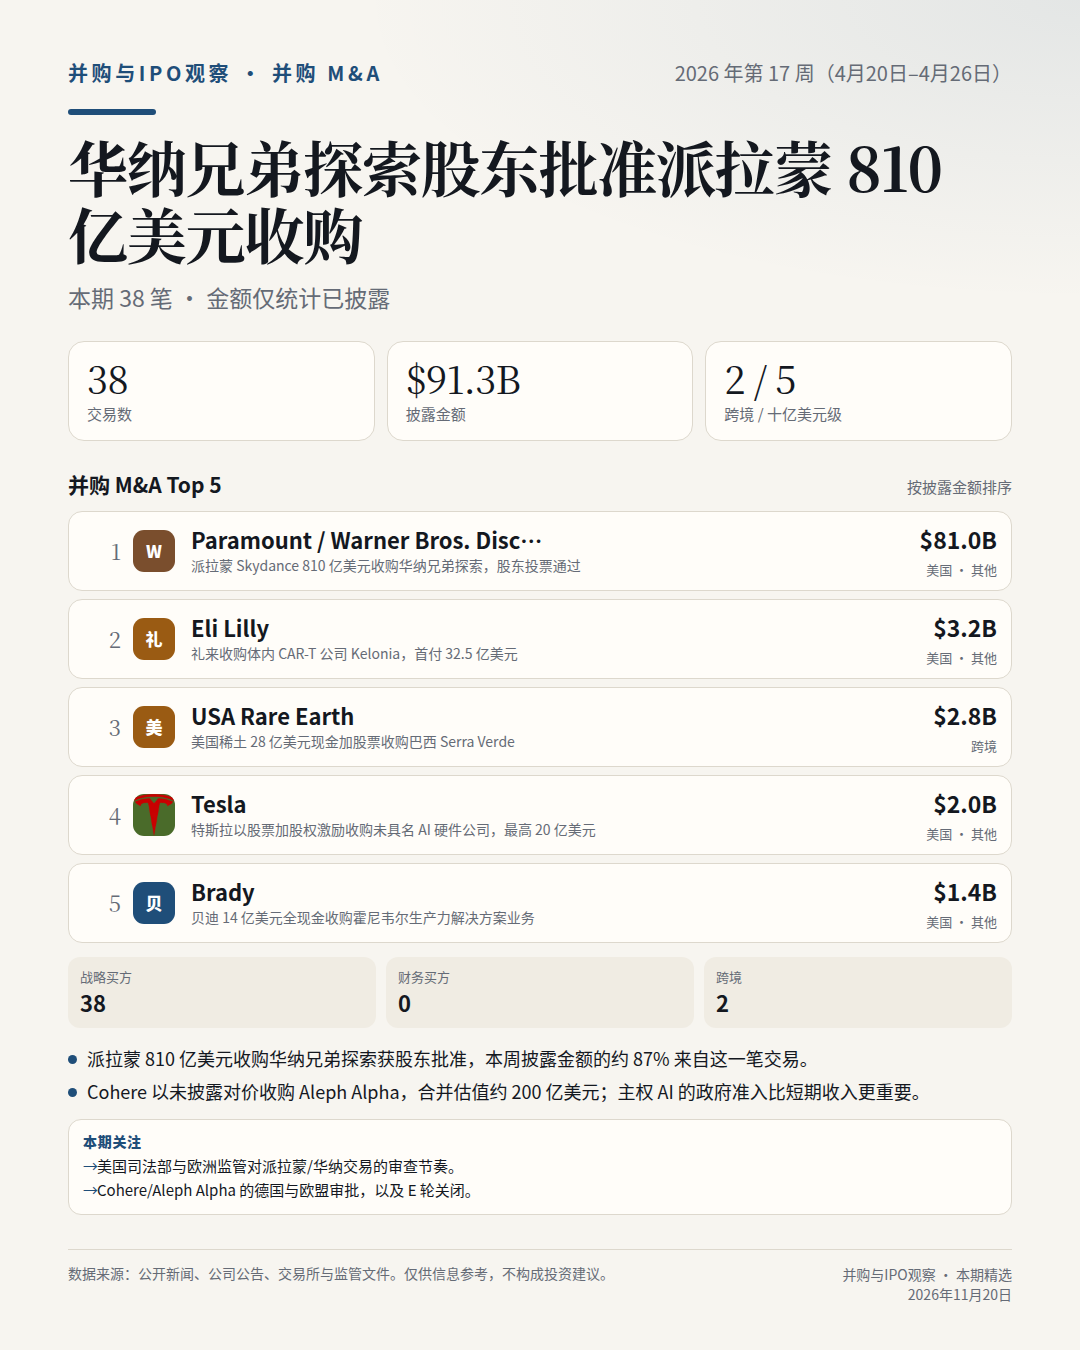 并购与IPO观察 • 并购 M&A
2026 年第 17 周（4月20日–4月26日）
华纳兄弟探索股东批准派拉蒙 810
亿美元收购
本期 38 笔 • 金额仅统计已披露
38
交易数
$91.3B
披露金额
2 / 5
跨境 / 十亿美元级
并购 M&A Top 5
按披露金额排序
1
W
Paramount / Warner Bros. Disc…
派拉蒙 Skydance 810 亿美元收购华纳兄弟探索，股东投票通过
$81.0B
美国 • 其他
2
礼
Eli Lilly
礼来收购体内 CAR-T 公司 Kelonia，首付 32.5 亿美元
$3.2B
美国 • 其他
3
美
USA Rare Earth
美国稀土 28 亿美元现金加股票收购巴西 Serra Verde
$2.8B
跨境
4
Tesla
特斯拉以股票加股权激励收购未具名 AI 硬件公司，最高 20 亿美元
$2.0B
美国 • 其他
5
贝
Brady
贝迪 14 亿美元全现金收购霍尼韦尔生产力解决方案业务
$1.4B
美国 • 其他
战略买方
38
财务买方
0
跨境
2
派拉蒙 810 亿美元收购华纳兄弟探索获股东批准，本周披露金额的约 87% 来自这一笔交易。
Cohere 以未披露对价收购 Aleph Alpha，合并估值约 200 亿美元；主权 AI 的政府准入比短期收入更重要。
本期关注
→美国司法部与欧洲监管对派拉蒙/华纳交易的审查节奏。
→Cohere/Aleph Alpha 的德国与欧盟审批，以及 E 轮关闭。
数据来源：公开新闻、公司公告、交易所与监管文件。仅供信息参考，不构成投资建议。
并购与IPO观察 • 本期精选
2026年11月20日